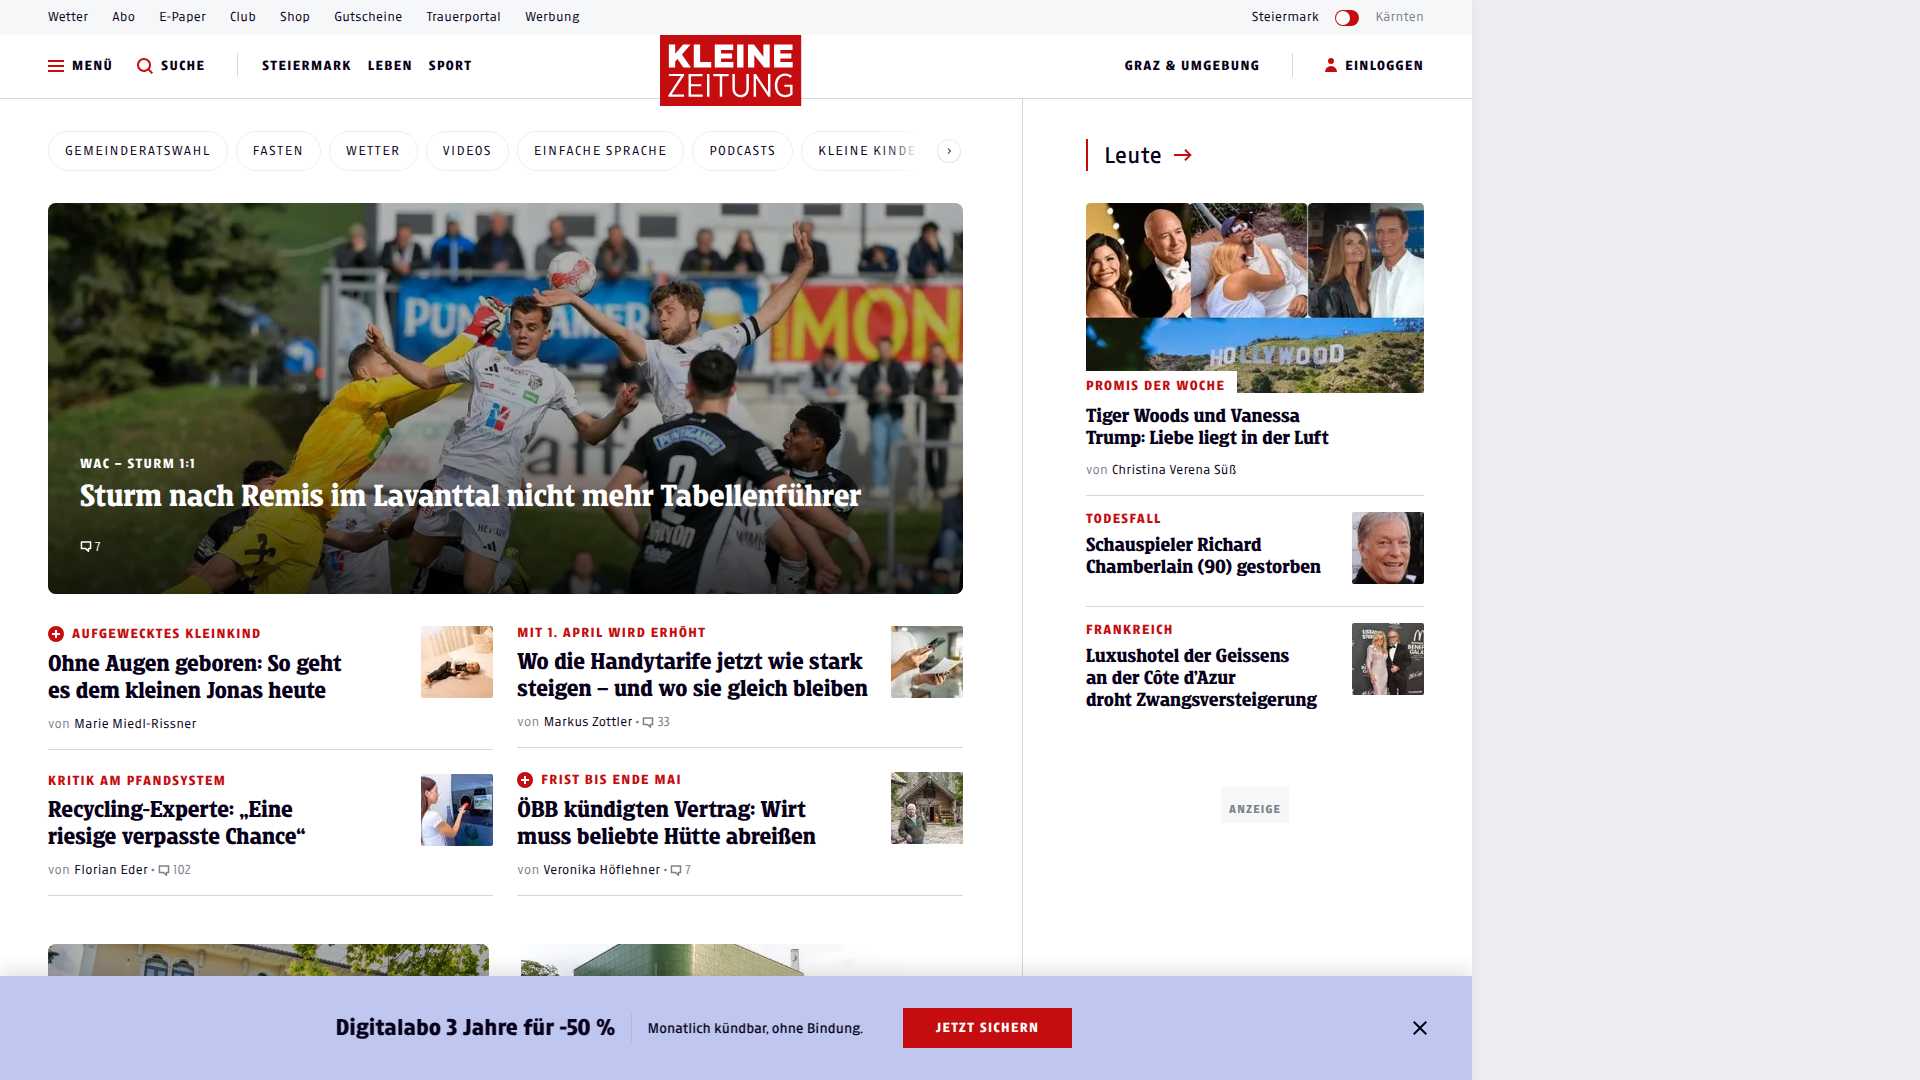 Wetter Abo E-Paper Club Shop Gutscheine Trauerportal Werbung Steiermark Kärnten
MENÜ SUCHE STEIERMARK LEBEN SPORT
KLEINE
ZEITUNG
GRAZ & UMGEBUNG EINLOGGEN
GEMEINDERATSWAHL FASTEN WETTER VIDEOS EINFACHE SPRACHE PODCASTS KLEINE KINDE
WAC – STURM 1:1
Sturm nach Remis im Lavanttal nicht mehr Tabellenführer
7
AUFGEWECKTES KLEINKIND
Ohne Augen geboren: So geht
es dem kleinen Jonas heute
von Marie Miedl-Rissner
MIT 1. APRIL WIRD ERHÖHT
Wo die Handytarife jetzt wie stark
steigen – und wo sie gleich bleiben
von Markus Zottler • 33
KRITIK AM PFANDSYSTEM
Recycling-Experte: „Eine
riesige verpasste Chance“
von Florian Eder • 102
FRIST BIS ENDE MAI
ÖBB kündigten Vertrag: Wirt
muss beliebte Hütte abreißen
von Veronika Höflehner • 7
Leute
HOLLYWOOD
PROMIS DER WOCHE
Tiger Woods und Vanessa
Trump: Liebe liegt in der Luft
von Christina Verena Süß
TODESFALL
Schauspieler Richard
Chamberlain (90) gestorben
FRANKREICH
Luxushotel der Geissens
an der Côte d'Azur
droht Zwangsversteigerung
ANZEIGE
Digitalabo 3 Jahre für -50 % Monatlich kündbar, ohne Bindung. JETZT SICHERN